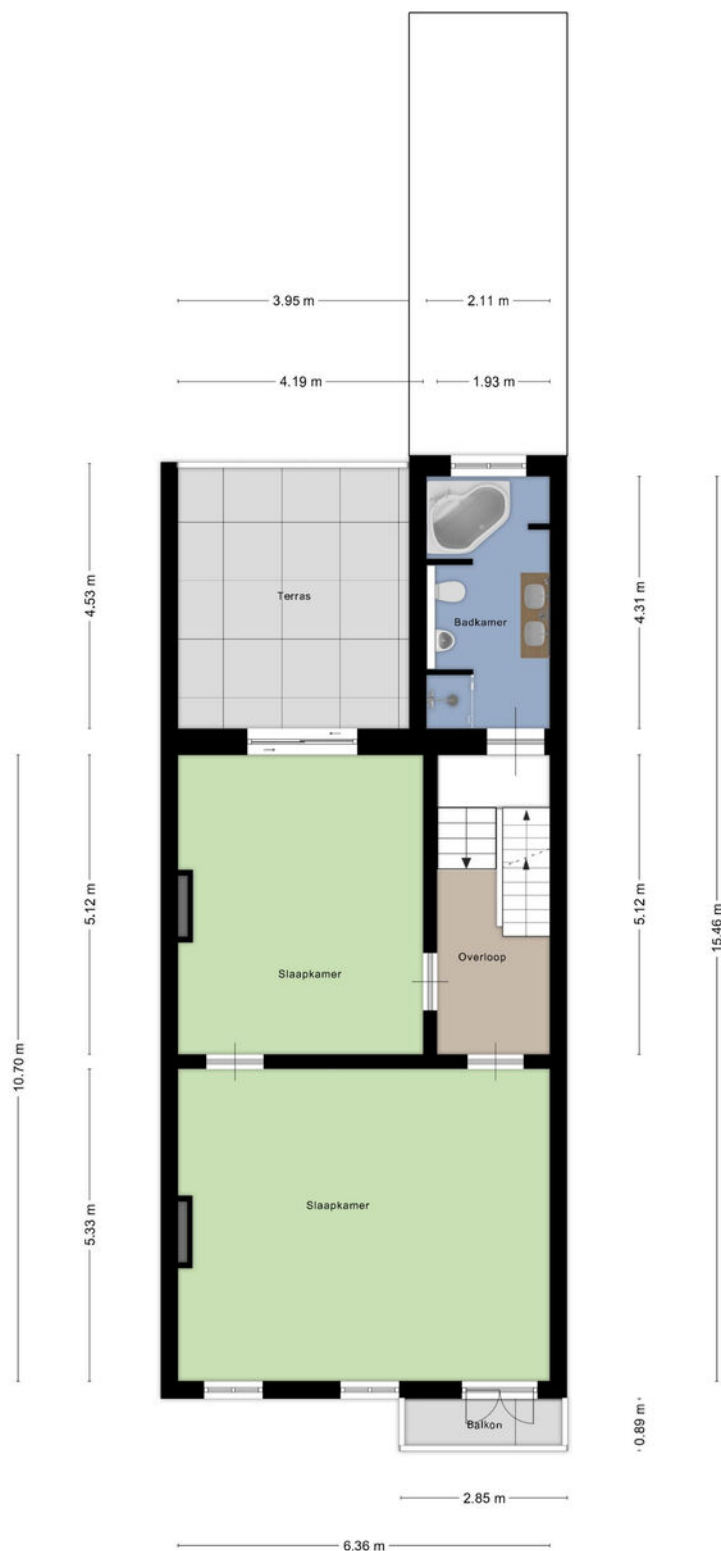 3.95 m
2.11 m
4.19 m
1.93 m
4.53 m
Terras
Badkamer
4.31 m
5.12 m
Slaapkamer
Overloop
5.12 m
15.46 m
10.70 m
5.33 m
Slaapkamer
Balkon
0.89 m
2.85 m
6.36 m